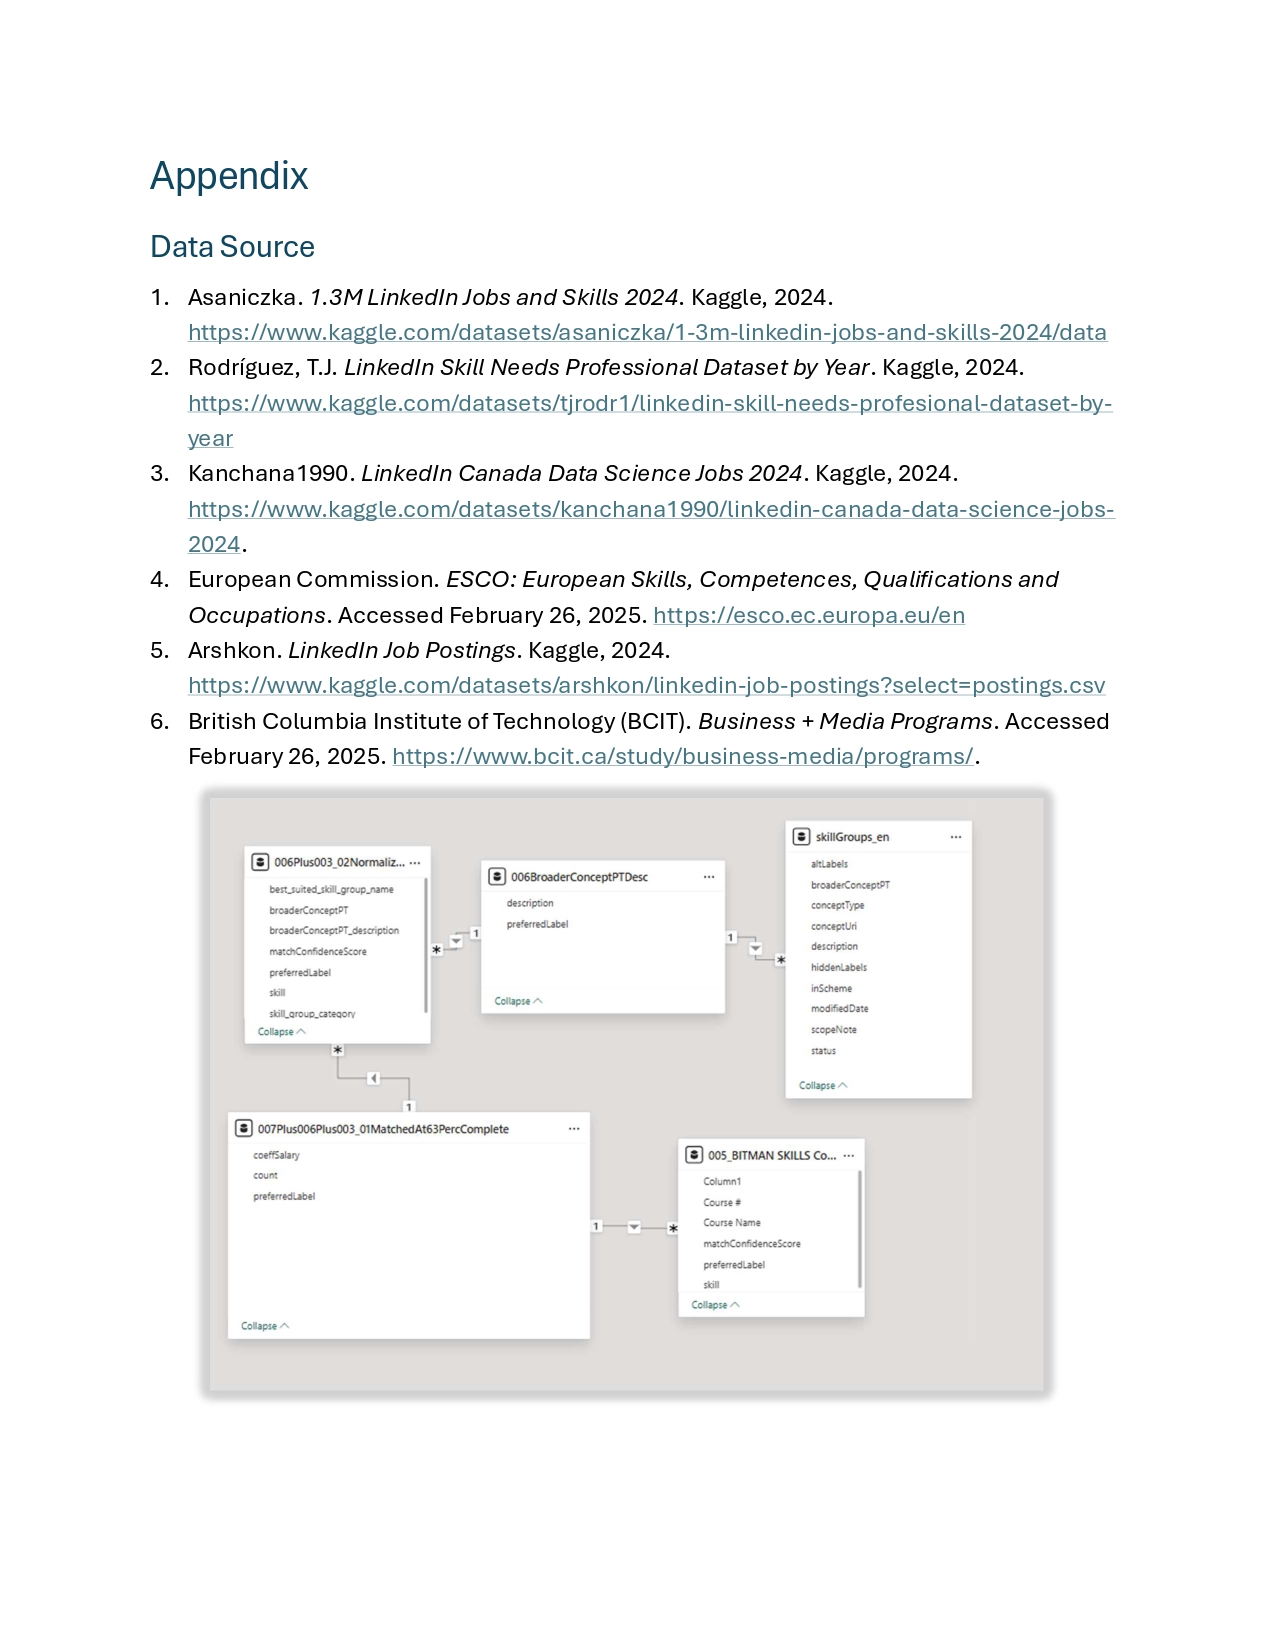 Appendix
Data Source
1. Asaniczka. 1.3M LinkedIn Jobs and Skills 2024. Kaggle, 2024.
https://www.kaggle.com/datasets/asaniczka/1-3m-linkedin-jobs-and-skills-2024/data
2. Rodríguez, T.J. LinkedIn Skill Needs Professional Dataset by Year. Kaggle, 2024.
https://www.kaggle.com/datasets/tjrodr1/linkedin-skill-needs-profesional-dataset-by-
year
3. Kanchana1990. LinkedIn Canada Data Science Jobs 2024. Kaggle, 2024.
https://www.kaggle.com/datasets/kanchana1990/linkedin-canada-data-science-jobs-
2024.
4. European Commission. ESCO: European Skills, Competences, Qualifications and
Occupations. Accessed February 26, 2025. https://esco.ec.europa.eu/en
5. Arshkon. LinkedIn Job Postings. Kaggle, 2024.
https://www.kaggle.com/datasets/arshkon/linkedin-job-postings?select=postings.csv
6. British Columbia Institute of Technology (BCIT). Business + Media Programs. Accessed
February 26, 2025. https://www.bcit.ca/study/business-media/programs/.
006Plus003_02Normaliz... ...
best_suited_skill_group_name
broaderConceptPT
broaderConceptPT_description
matchConfidenceScore
preferredLabel
skill
skill_group_category
Collapse
*
1
006BroaderConceptPTDesc ...
description
preferredLabel
Collapse
1
*
skillGroups_en ...
altLabels
broaderConceptPT
conceptType
conceptUri
description
hiddenLabels
inScheme
modifiedDate
scopeNote
status
Collapse
*
1
007Plus006Plus003_01MatchedAt63PercComplete ...
coeffSalary
count
preferredLabel
Collapse
1
*
005_BITMAN SKILLS Co... ...
Column1
Course #
Course Name
matchConfidenceScore
preferredLabel
skill
Collapse